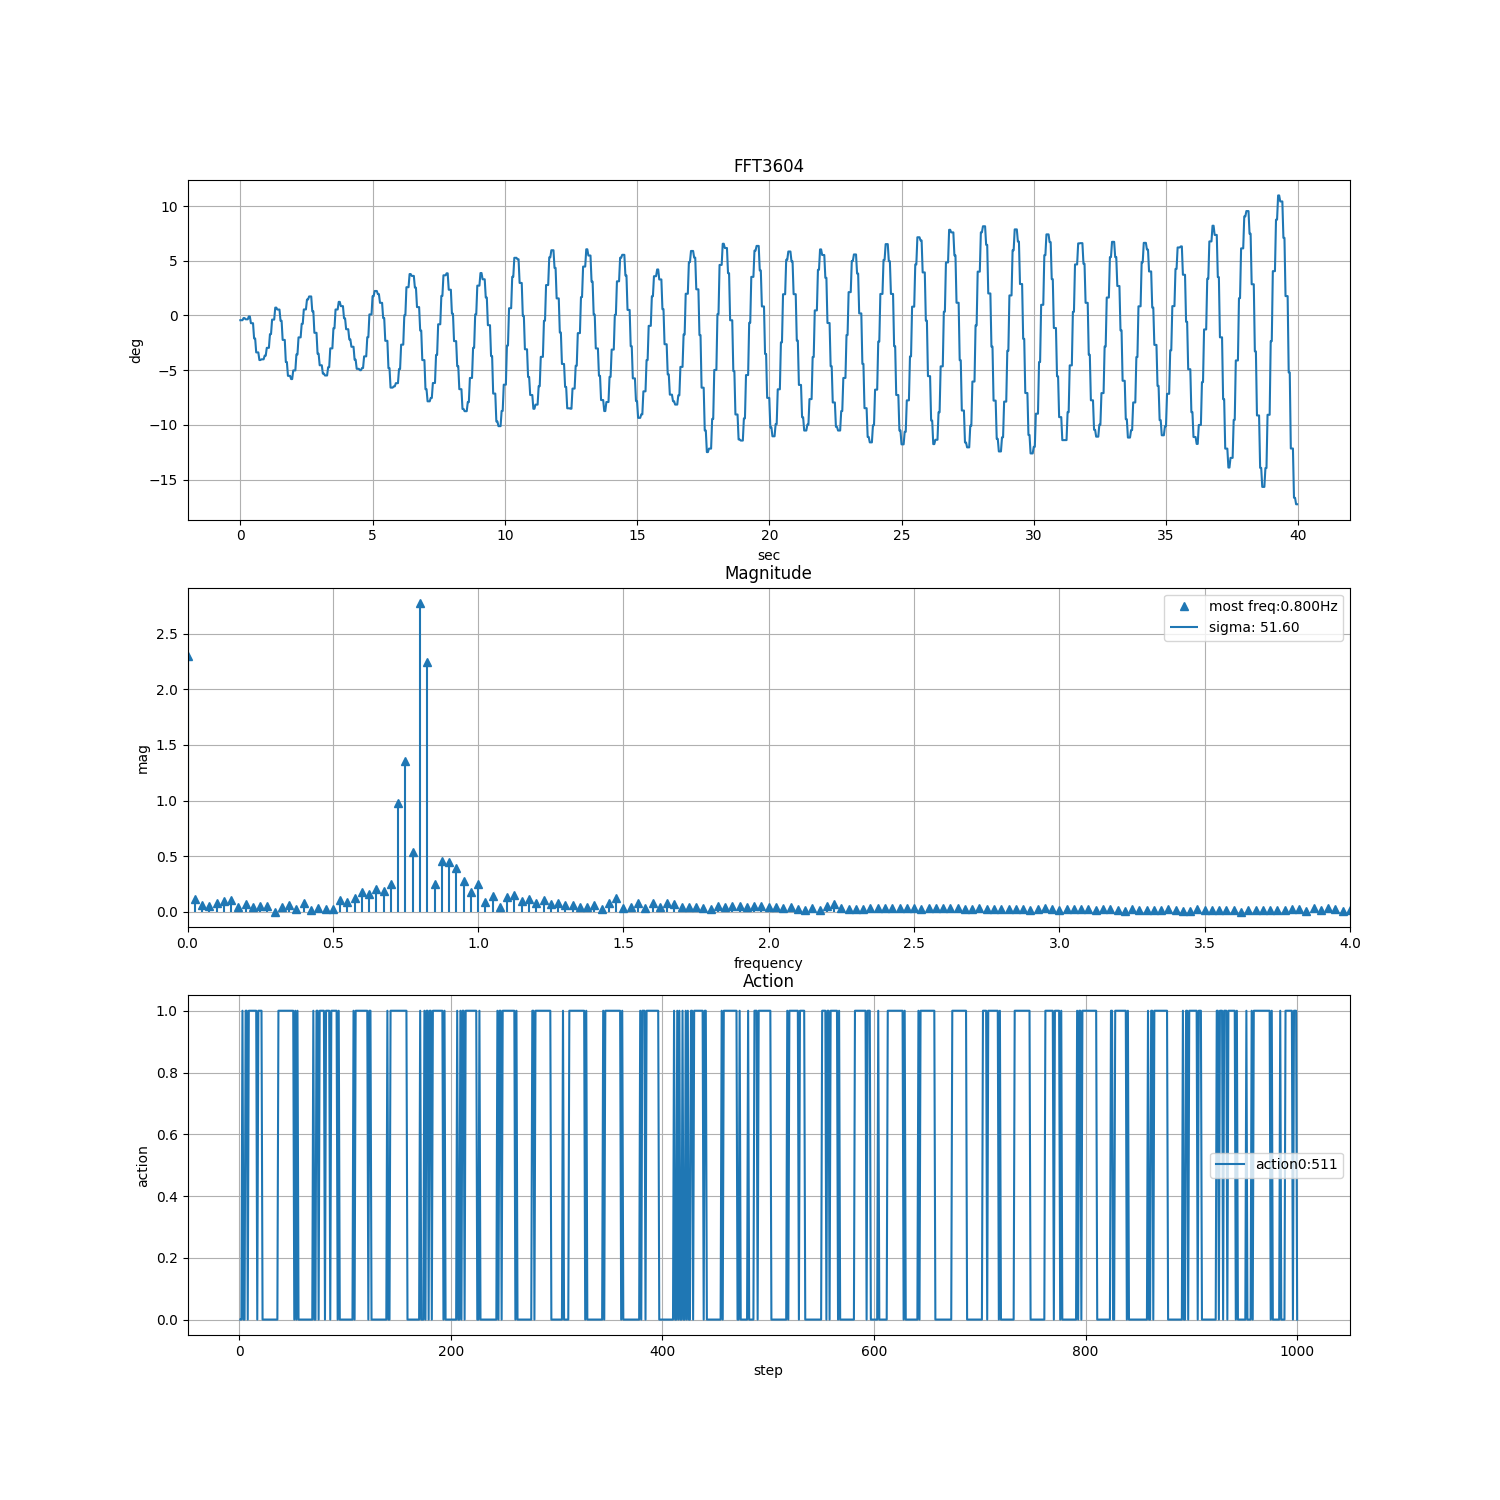 FFT3604
10
5
0
−5
−10
−15
deg
0 5 10 15 20 25 30 35 40
sec
Magnitude
most freq:0.800Hz
sigma: 51.60
2.5
2.0
1.5
1.0
0.5
0.0
mag
0.0 0.5 1.0 1.5 2.0 2.5 3.0 3.5 4.0
frequency
Action
1.0
0.8
0.6
0.4
0.2
0.0
action
action0:511
0 200 400 600 800 1000
step